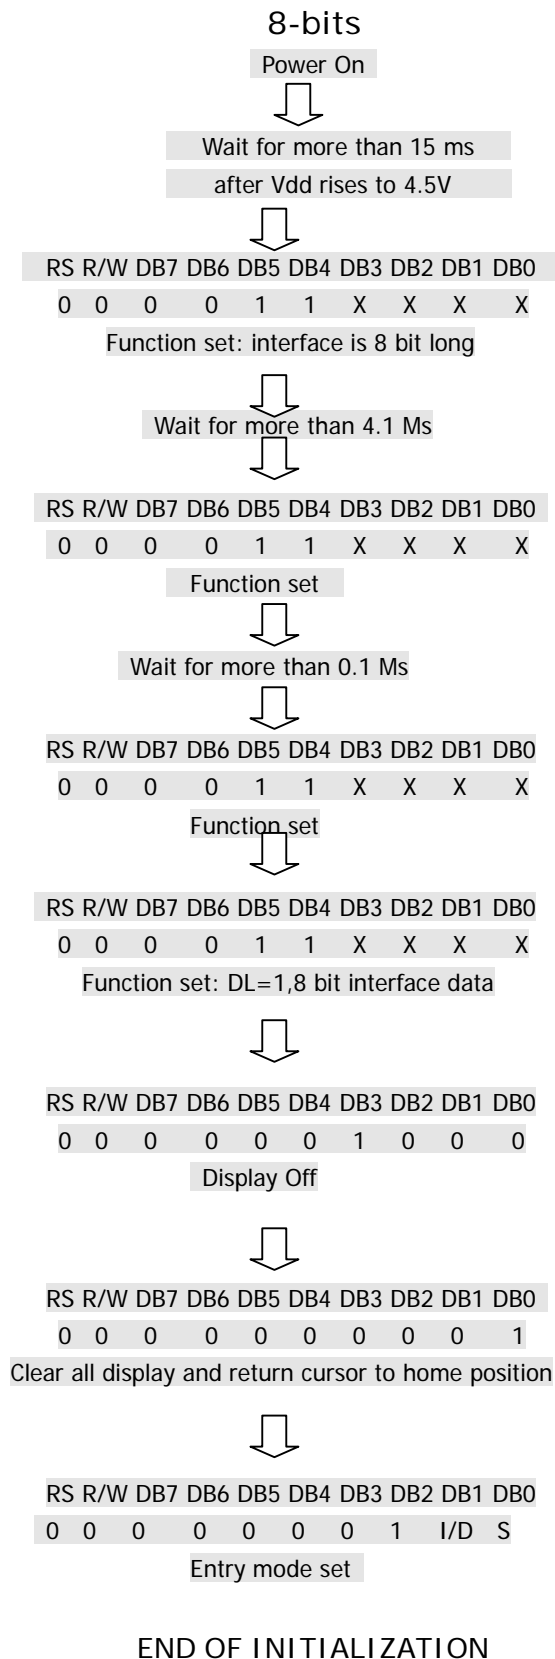 8-bits
Power On
Wait for more than 15 ms
after Vdd rises to 4.5V
RS R/W DB7 DB6 DB5 DB4 DB3 DB2 DB1 DB0
0 0 0 0 1 1 X X X X
Function set: interface is 8 bit long
Wait for more than 4.1 Ms
RS R/W DB7 DB6 DB5 DB4 DB3 DB2 DB1 DB0
0 0 0 0 1 1 X X X X
Function set
Wait for more than 0.1 Ms
RS R/W DB7 DB6 DB5 DB4 DB3 DB2 DB1 DB0
0 0 0 0 1 1 X X X X
Function set
RS R/W DB7 DB6 DB5 DB4 DB3 DB2 DB1 DB0
0 0 0 0 1 1 X X X X
Function set: DL=1,8 bit interface data
RS R/W DB7 DB6 DB5 DB4 DB3 DB2 DB1 DB0
0 0 0 0 0 0 1 0 0 0
Display Off
RS R/W DB7 DB6 DB5 DB4 DB3 DB2 DB1 DB0
0 0 0 0 0 0 0 0 0 1
Clear all display and return cursor to home position
RS R/W DB7 DB6 DB5 DB4 DB3 DB2 DB1 DB0
0 0 0 0 0 0 0 1 I/D S
Entry mode set
END OF INITIALIZATION